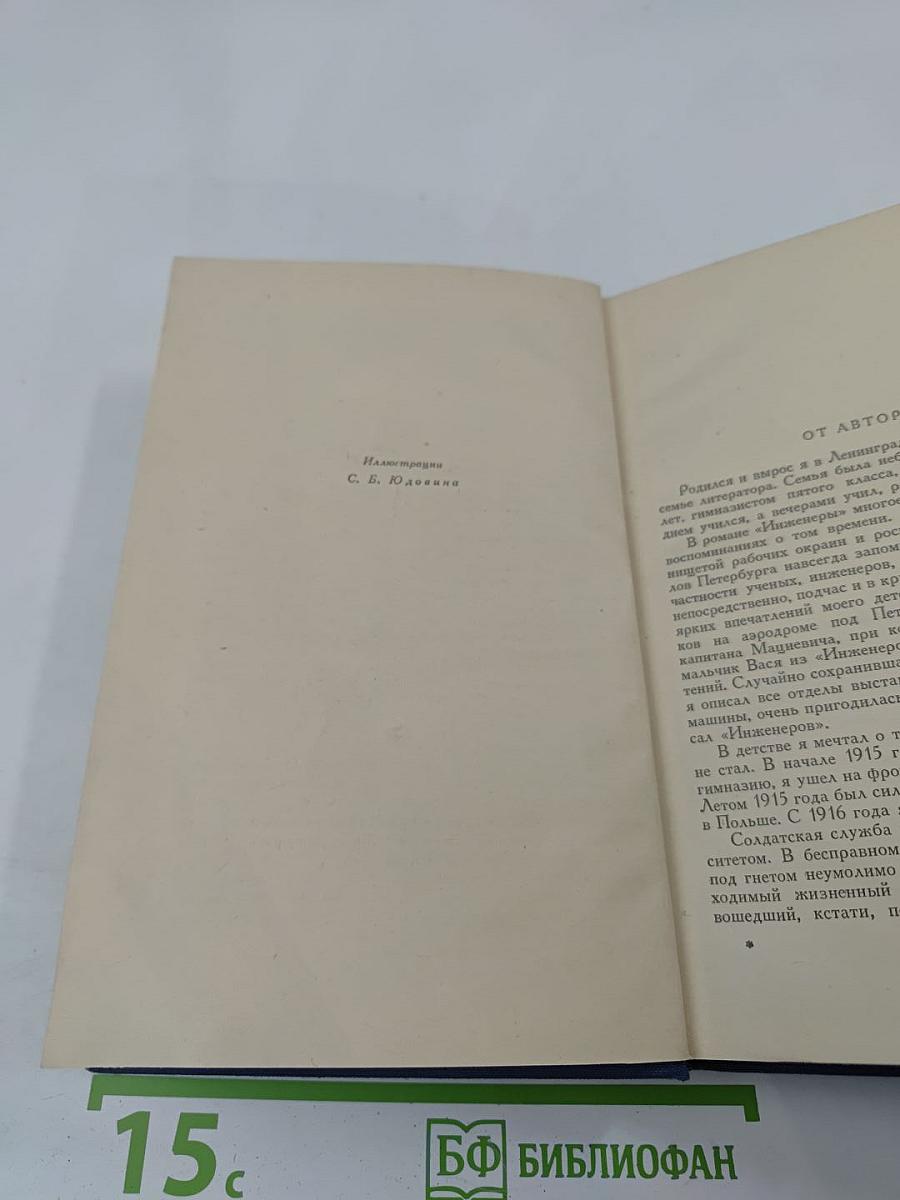 Иллюстрации
С. Б. Юдовина
ОТ АВТОР
Родился и вырос я в Ленинград
семье литератора. Семья была неб
лет, гимназистом пятого класса,
днем учился, а вечерами учил, р
В романе «Инженеры» многое
воспоминаниях о том времени.
нищетой рабочих окраин и рос
лов Петербурга навсегда запом
частности ученых, инженеров,
непосредственно, подчас и в кр
ярких впечатлений моего дет
ков на аэродроме под Пет
капитана Мациевича, при к
мальчик Вася из «Инженеро
тений. Случайно сохранивша
я описал все отделы выста
машины, очень пригодилас
сал «Инженеров».
В детстве я мечтал о т
не стал. В начале 1915 г
гимназию, я ушел на фро
Летом 1915 года был сил
в Польше. С 1916 года я
Солдатская служба
ситетом. В бесправном
под гнетом неумолимо
ходимый жизненный
вошедший, кстати, п
*
15 с
БФ БИБЛИОФАН